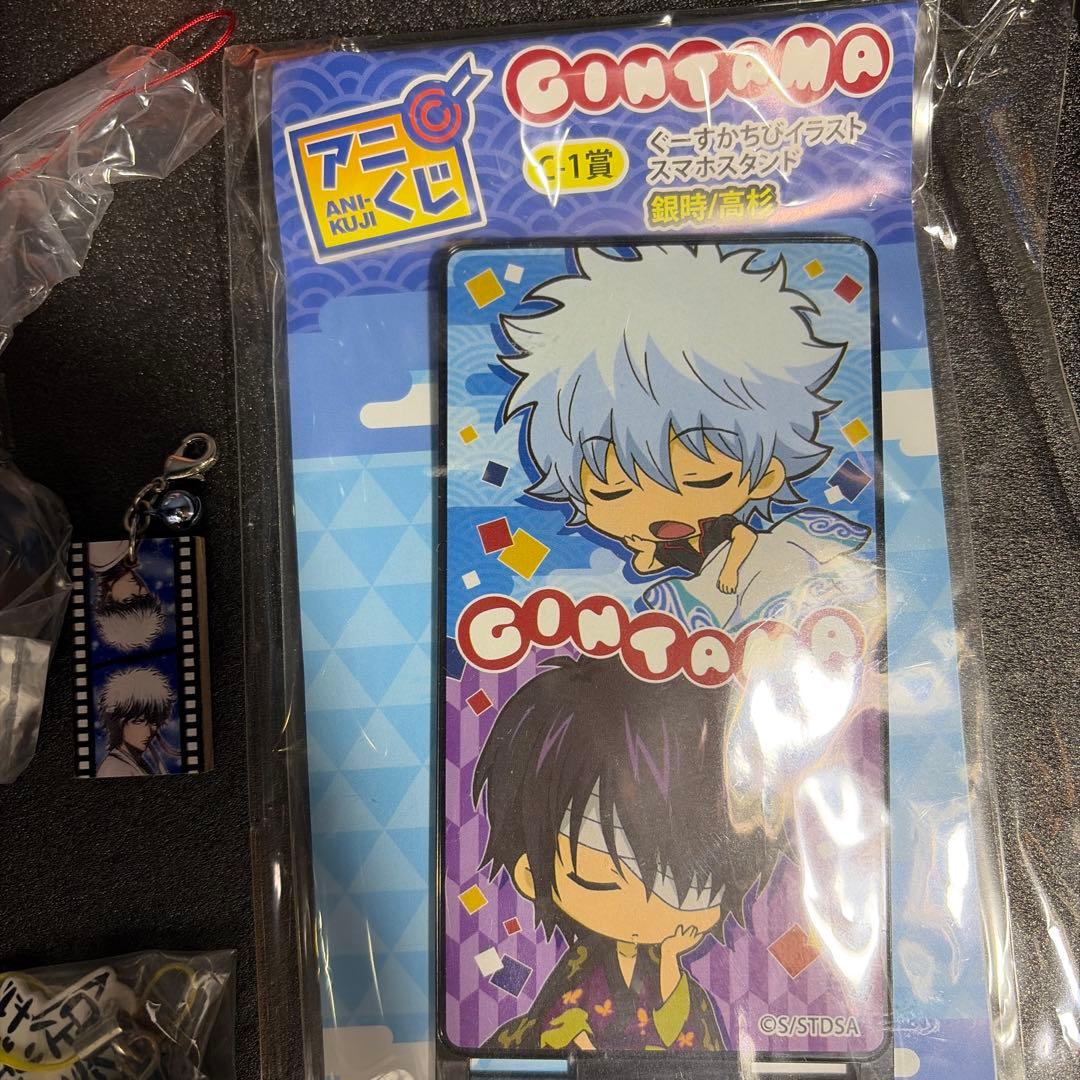 GINTAMA
アニくじ
ANI-
KUJI
C-1賞
ぐーすかちびイラスト
スマホスタンド
銀時/高杉
GINTAMA
©S/STDSA